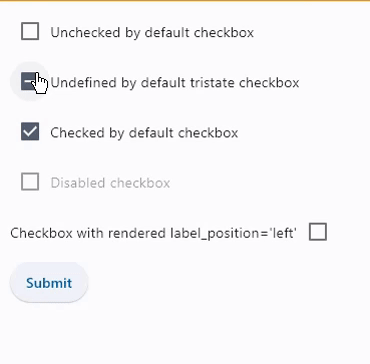 Unchecked by default checkbox
Undefined by default tristate checkbox
Checked by default checkbox
Disabled checkbox
Checkbox with rendered label_position='left'
Submit